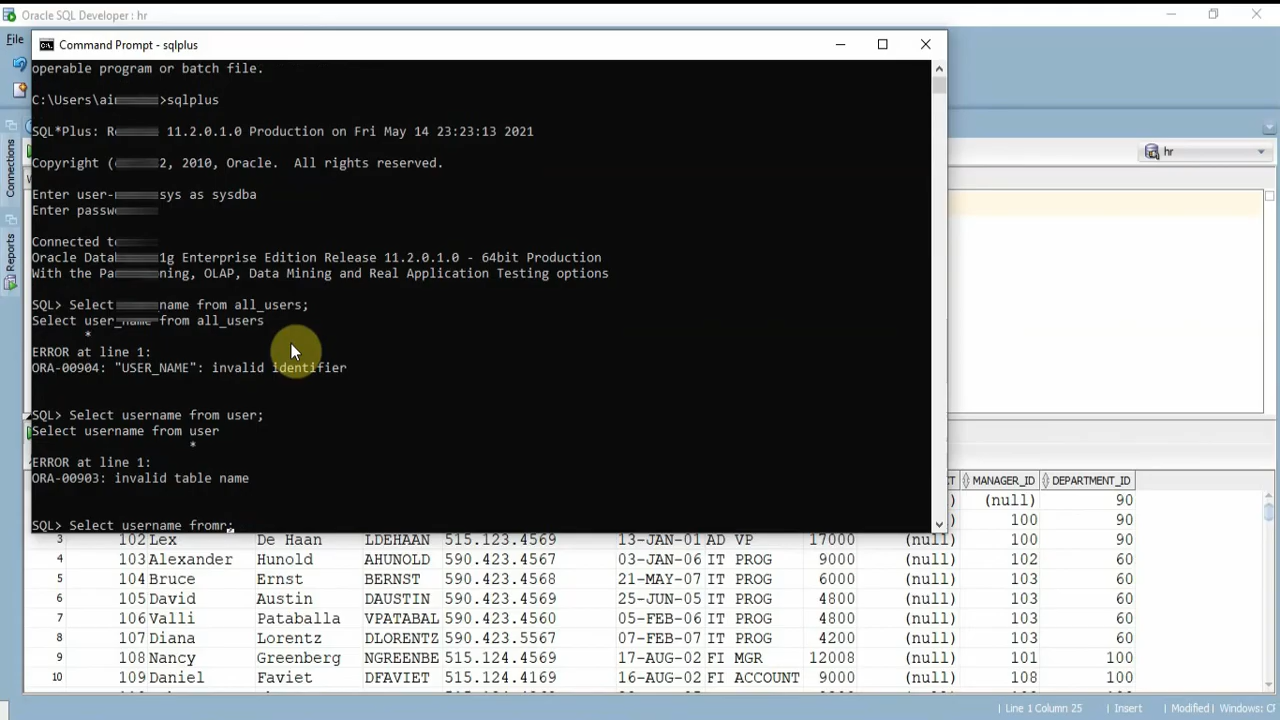 Oracle SQL Developer : hr
File
Command Prompt - sqlplus
operable program or batch file.
C:\Users\ai >sqlplus
SQL*Plus: R 11.2.0.1.0 Production on Fri May 14 23:23:13 2021
Copyright ( 2, 2010, Oracle. All rights reserved.
Enter user- sys as sysdba
Enter passw
Connected t
Oracle Data 1g Enterprise Edition Release 11.2.0.1.0 - 64bit Production
With the Pa ning, OLAP, Data Mining and Real Application Testing options
SQL> Select name from all_users;
Select user_name from all_users
*
ERROR at line 1:
ORA-00904: "USER_NAME": invalid identifier
SQL> Select username from user;
Select username from user
*
ERROR at line 1:
ORA-00903: invalid table name
SQL> Select username fromr;
Connections
Reports
hr
MANAGER_ID DEPARTMENT_ID
(null) 90
100 90
3 102 Lex De Haan LDEHAAN 515.123.4569 13-JAN-01 AD VP 17000 (null) 100 90
4 103 Alexander Hunold AHUNOLD 590.423.4567 03-JAN-06 IT PROG 9000 (null) 102 60
5 104 Bruce Ernst BERNST 590.423.4568 21-MAY-07 IT PROG 6000 (null) 103 60
6 105 David Austin DAUSTIN 590.423.4569 25-JUN-05 IT PROG 4800 (null) 103 60
7 106 Valli Pataballa VPATABAL 590.423.4560 05-FEB-06 IT PROG 4800 (null) 103 60
8 107 Diana Lorentz DLORENTZ 590.423.5567 07-FEB-07 IT PROG 4200 (null) 103 60
9 108 Nancy Greenberg NGREENBE 515.124.4569 17-AUG-02 FI MGR 12008 (null) 101 100
10 109 Daniel Faviet DFAVIET 515.124.4169 16-AUG-02 FI ACCOUNT 9000 (null) 108 100
Line 1 Column 25 Insert Modified Windows: CF